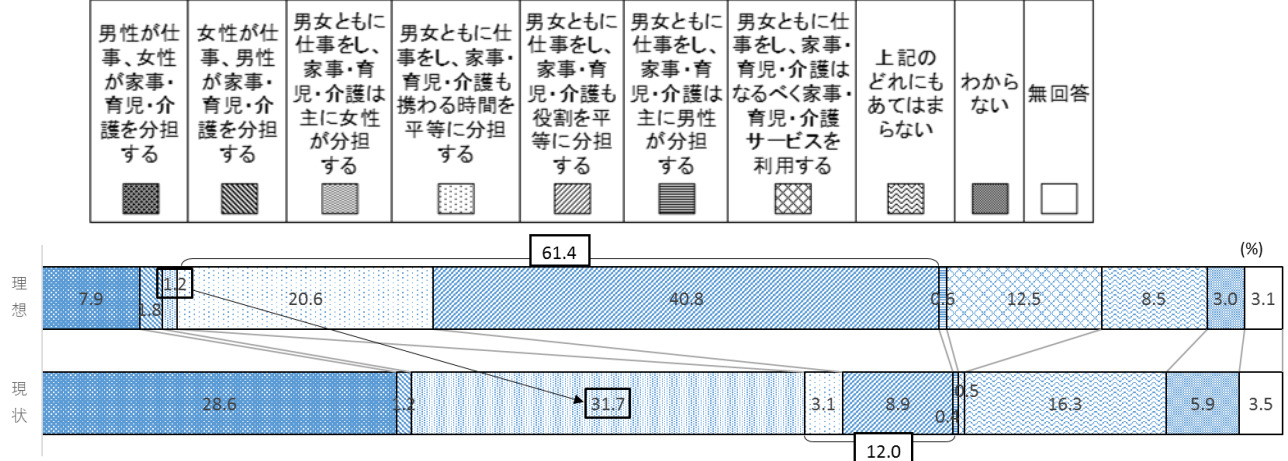 男性が仕
事、女性
が家事・
育児・介
護を分担
する
女性が仕
事、男性
が家事・
育児・介
護を分担
する
男女ともに
仕事をし、
家事・育
児・介護は
主に女性
が分担
する
男女ともに仕
事をし、家事・
育児・介護も
携わる時間を
平等に分担
する
男女ともに
仕事をし、
家事・育
児・介護も
役割を平
等に分担
する
男女ともに
仕事をし、
家事・育
児・介護は
主に男性
が分担
する
男女ともに仕
事をし、家事・
育児・介護は
なるべく家事・
育児・介護
サービスを
利用する
上記の
どれにも
あてはま
らない
わから
ない
無回答
(%)
61.4
理想
7.9
1.8
1.2
20.6
40.8
0.6
12.5
8.5
3.0
3.1
現状
28.6
1.2
31.7
3.1
8.9
0.4
0.5
16.3
5.9
3.5
12.0